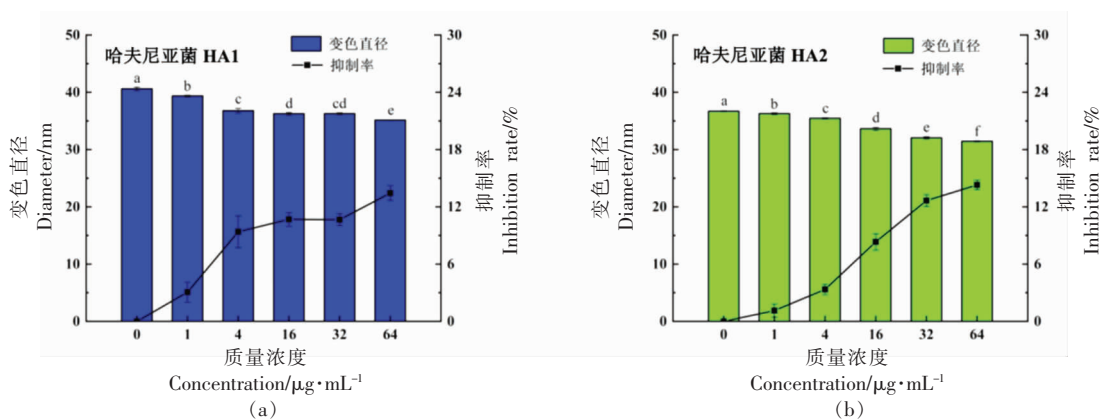 哈夫尼亚菌 HA1
变色直径
抑制率
a
b
c
d
cd
e
50
40
30
20
10
0
30
24
18
12
6
0
变色直径
Diameter/nm
抑制率
Inhibition rate/%
0 1 4 16 32 64
质量浓度
Concentration/μg·mL⁻¹
(a)
哈夫尼亚菌 HA2
变色直径
抑制率
a
b
c
d
e
f
50
40
30
20
10
0
30
24
18
12
6
0
变色直径
Diameter/nm
抑制率
Inhibition rate/%
0 1 4 16 32 64
质量浓度
Concentration/μg·mL⁻¹
(b)